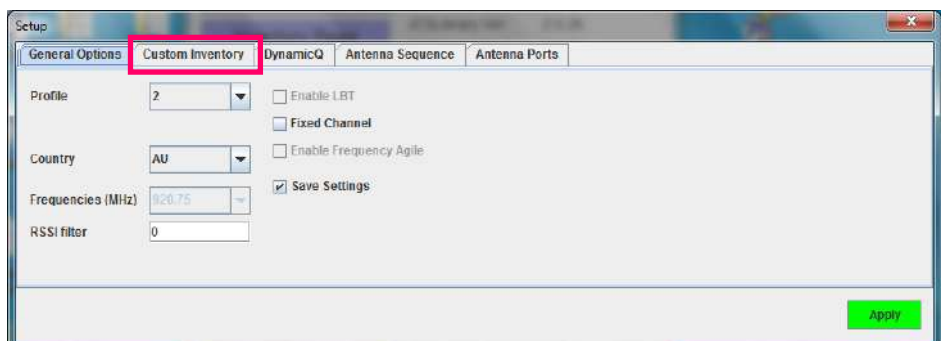 Setup
General Options Custom Inventory DynamicQ Antenna Sequence Antenna Ports
Profile 2 Enable LBT
Fixed Channel
Enable Frequency Agile
Country AU
Save Settings
Frequencies (MHz) 920.75
RSSI filter 0
Apply